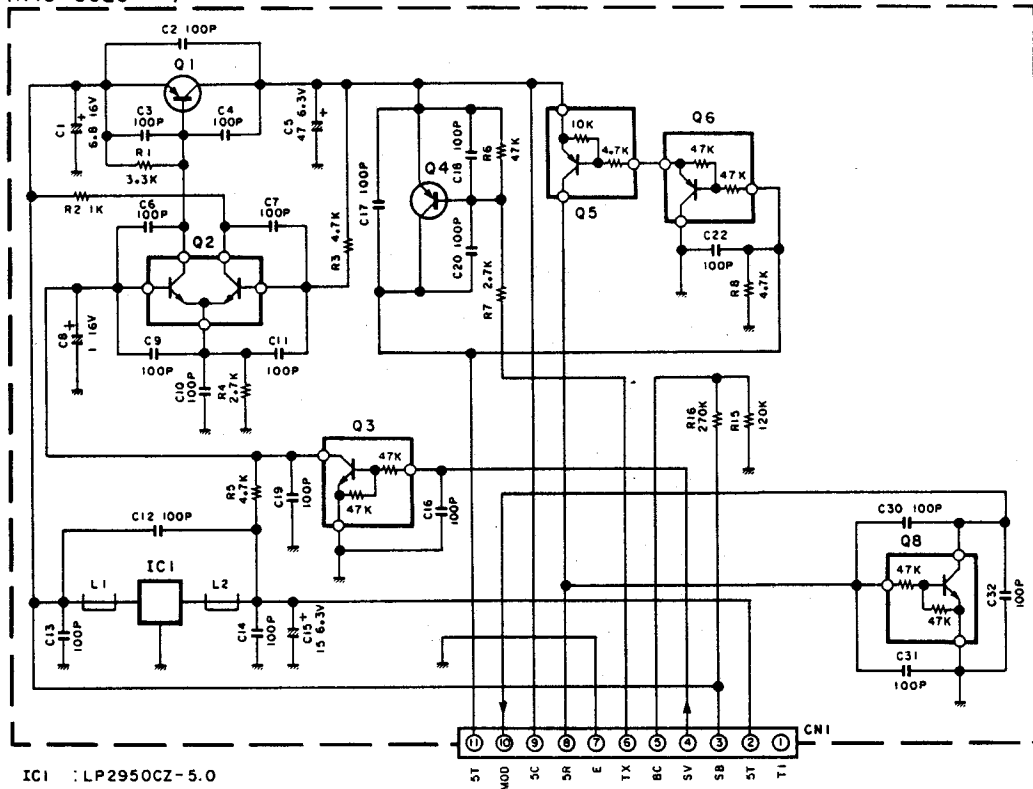 C2 100P
Q1
C1
6.8 16V
C3
100P
C4
100P
R1
3.3K
C5
47 6.3V
R2 1K
C6
100P
C7
100P
Q2
R3 4.7K
C8
1 16V
C9
100P
C10
100P
R4
2.7K
C11
100P
C17 100P
Q4
C18 100P
R6
47K
C20 100P
R7 2.7K
10K
4.7K
Q5
Q6
47K
47K
C22
100P
R8
4.7K
R16
270K
R15
120K
Q3
47K
47K
R5
4.7K
C19
100P
C16
100P
C12 100P
L1
IC1
L2
C13
100P
C14
100P
C15
15 6.3V
C30 100P
Q8
47K
47K
C32
100P
C31
100P
CN1
11 10 9 8 7 6 5 4 3 2 1
5T MOD 5C 5R E TX BC SV SB 5T T1
IC1 : LP2950CZ-5.0